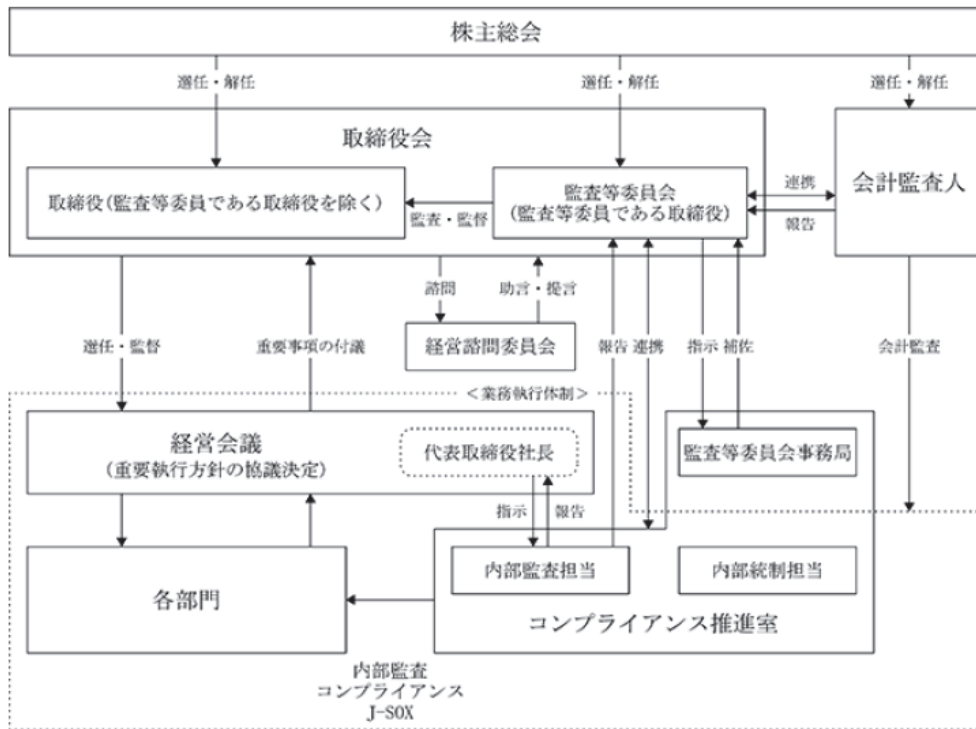 株主総会
選任・解任
選任・解任
選任・解任
取締役会
会計監査人
取締役(監査等委員である取締役を除く)
監査・監督
監査等委員会
(監査等委員である取締役)
連携
報告
諮問
助言・提言
経営諮問委員会
選任・監督
重要事項の付議
報告
連携
指示
補佐
会計監査
<業務執行体制>
経営会議
(重要執行方針の協議決定)
代表取締役社長
監査等委員会事務局
指示
報告
各部門
内部監査担当
内部統制担当
コンプライアンス推進室
内部監査
コンプライアンス
J-SOX